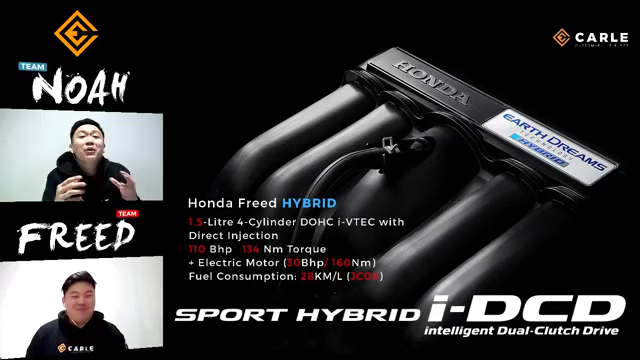 CARLE
TEAM
NOAH
HONDA
EARTH DREAMS
TECHNOLOGY
HYBRID
Honda Freed HYBRID
1.5-Litre 4-Cylinder DOHC i-VTEC with
Direct Injection
110 Bhp 134 Nm Torque
+ Electric Motor (30Bhp/ 160Nm)
Fuel Consumption: 28KM/L (JC08)
TEAM
FREED
CARLE
SPORT HYBRID i-DCD
intelligent Dual-Clutch Drive